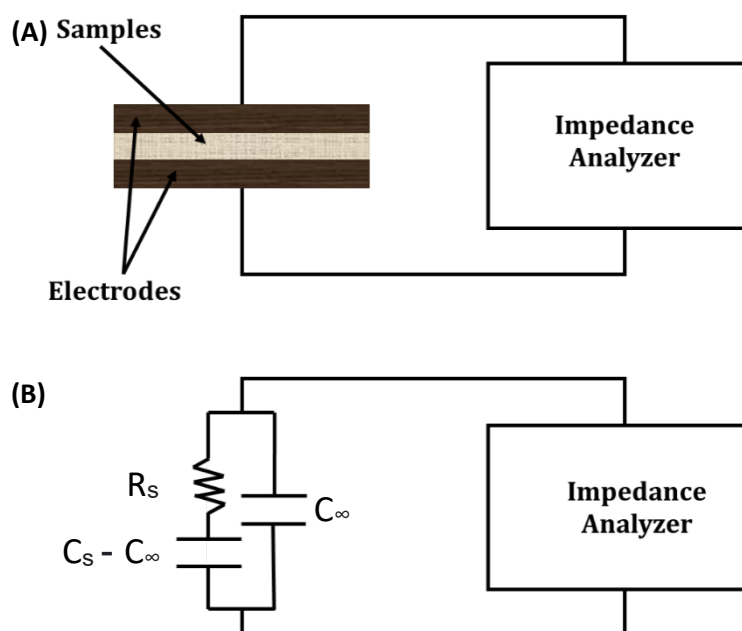 (A)
Samples
Impedance
Analyzer
Electrodes
(B)
Rs
Cs - C∞
C∞
Impedance
Analyzer